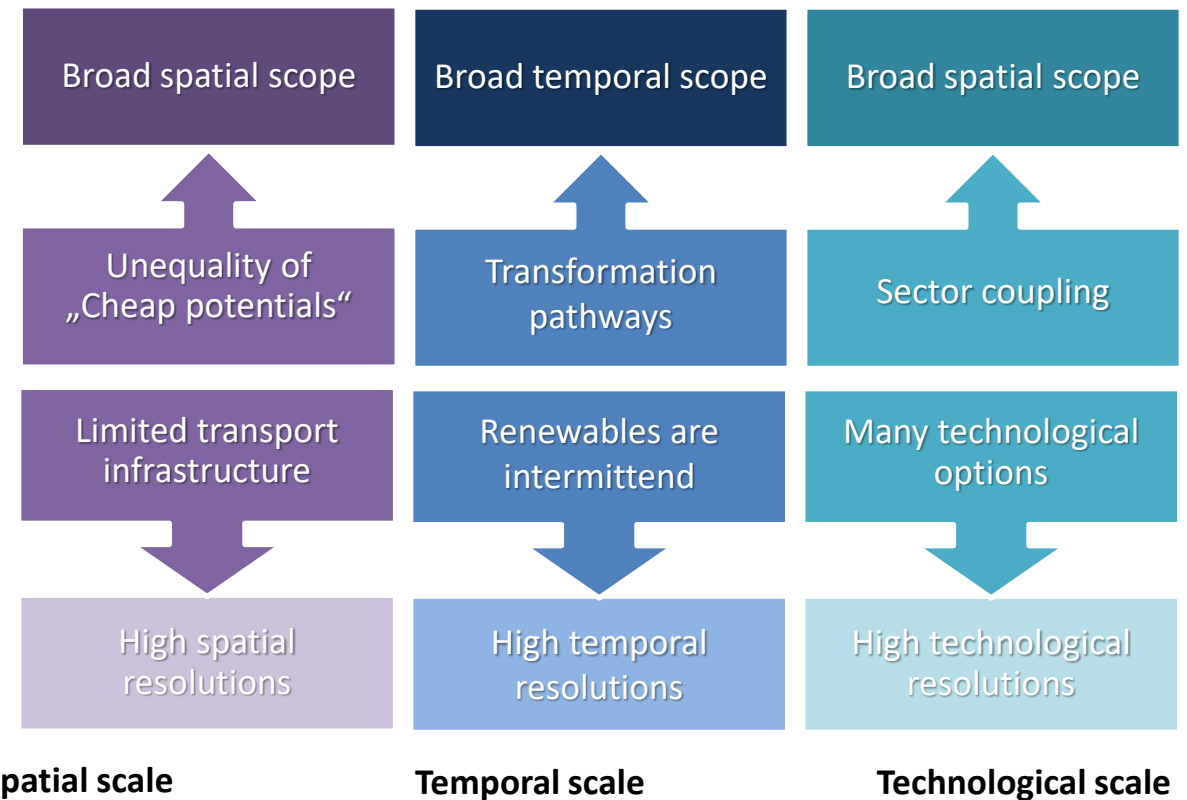 Broad spatial scope
Broad temporal scope
Broad spatial scope
Unequality of
„Cheap potentials“
Transformation
pathways
Sector coupling
Limited transport
infrastructure
Renewables are
intermittend
Many technological
options
High spatial
resolutions
High temporal
resolutions
High technological
resolutions
patial scale
Temporal scale
Technological scale